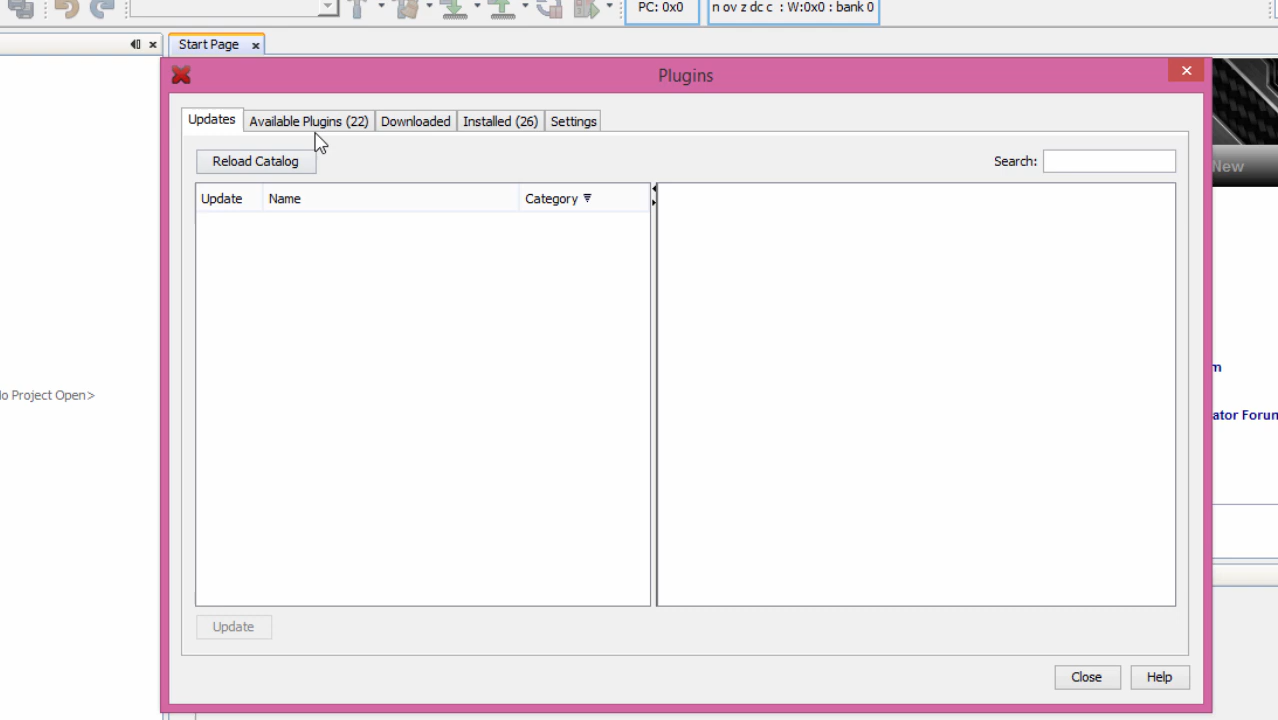 PC: 0x0
n ov z dc c : W:0x0 : bank 0
Start Page
Plugins
Updates
Available Plugins (22)
Downloaded
Installed (26)
Settings
Reload Catalog
Search:
New
Update
Name
Category
m
o Project Open>
ator Forun
Update
Close
Help